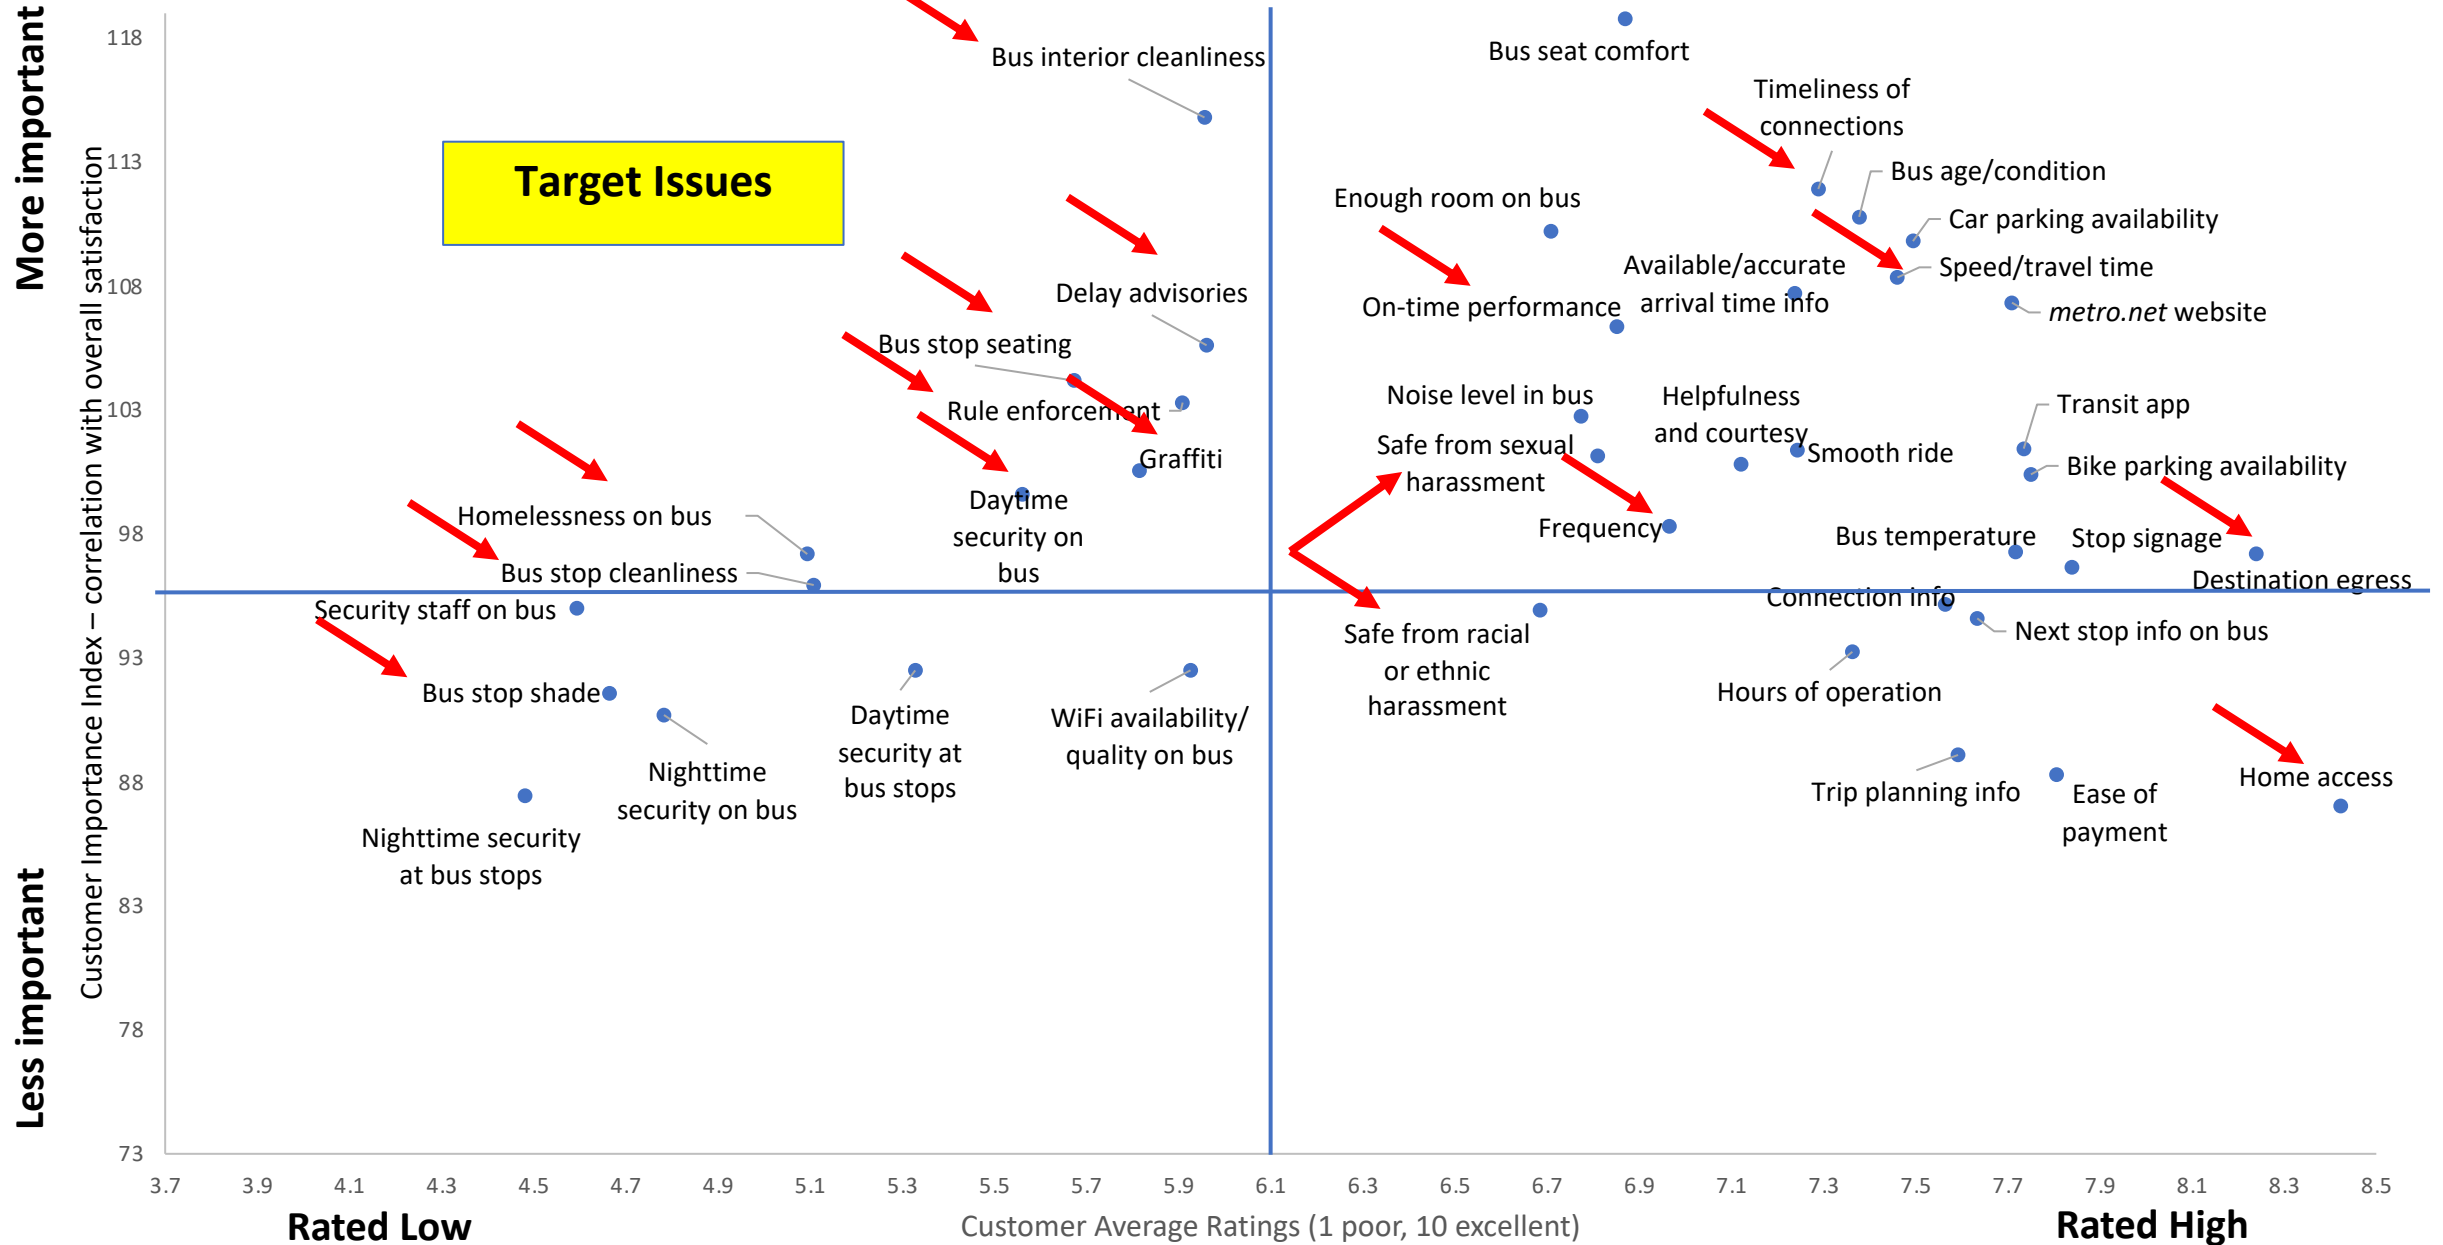 More important
Less important
Customer Importance Index – correlation with overall satisfaction
118
113
108
103
98
93
88
83
78
73
Target Issues
Bus interior cleanliness
Delay advisories
Bus stop seating
Rule enforcement
Graffiti
Daytime
security on
bus
Homelessness on bus
Bus stop cleanliness
Security staff on bus
Bus stop shade
Nighttime
security on bus
Nighttime security
at bus stops
Daytime
security at
bus stops
WiFi availability/
quality on bus
Bus seat comfort
Timeliness of
connections
Bus age/condition
Enough room on bus
Car parking availability
Available/accurate
arrival time info
Speed/travel time
On-time performance
metro.net website
Noise level in bus
Helpfulness
and courtesy
Transit app
Safe from sexual
harassment
Smooth ride
Bike parking availability
Frequency
Bus temperature
Stop signage
Destination egress
Connection info
Safe from racial
or ethnic
harassment
Next stop info on bus
Hours of operation
Trip planning info
Ease of
payment
Home access
3.7 3.9 4.1 4.3 4.5 4.7 4.9 5.1 5.3 5.5 5.7 5.9 6.1 6.3 6.5 6.7 6.9 7.1 7.3 7.5 7.7 7.9 8.1 8.3 8.5
Rated Low
Customer Average Ratings (1 poor, 10 excellent)
Rated High